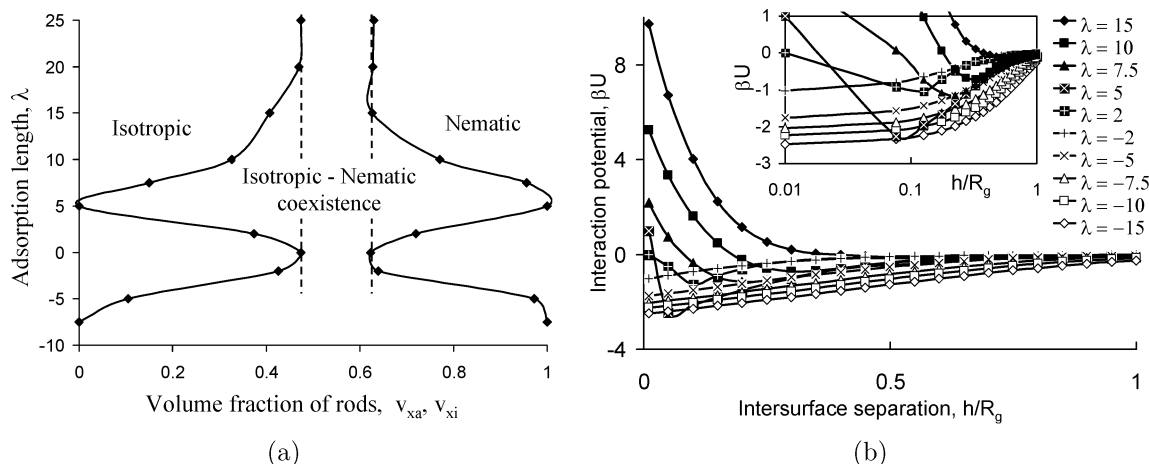 25
20
15
10
5
0
-5
-10
0
0.2
0.4
0.6
0.8
1
Adsorption length, λ
Volume fraction of rods, v_xa, v_xi
Isotropic
Nematic
Isotropic - Nematic
coexistence
(a)
8
4
0
-4
0
0.5
1
Interaction potential, βU
Intersurface separation, h/R_g
1
0
-1
-2
-3
0.01
0.1
1
βU
h/R_g
λ = 15
λ = 10
λ = 7.5
λ = 5
λ = 2
λ = −2
λ = −5
λ = −7.5
λ = −10
λ = −15
(b)